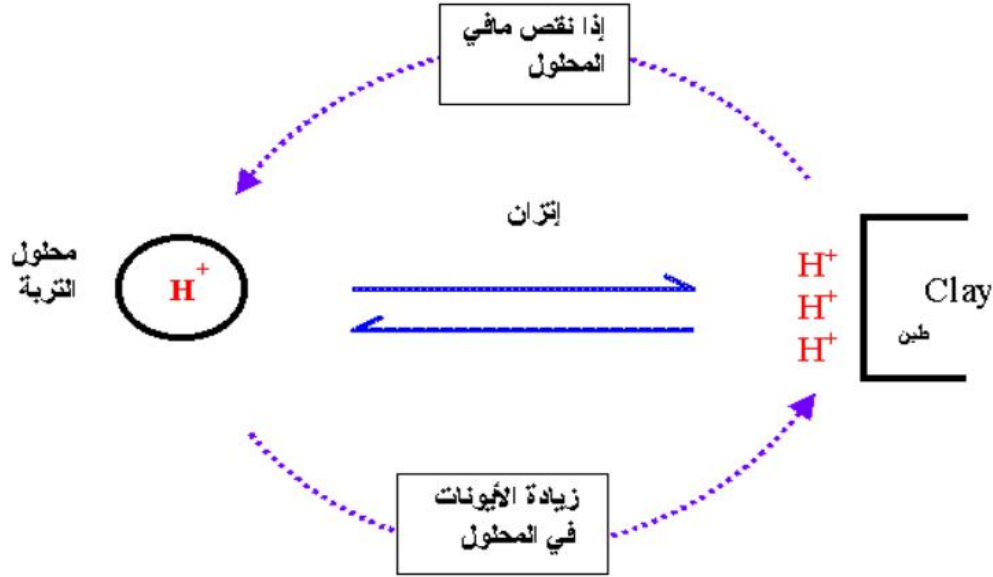 إذا نقص مافي
المحلول
إتزان
محلول
التربة
H⁺
H⁺
H⁺
H⁺
Clay
طين
زيادة الأيونات
في المحلول